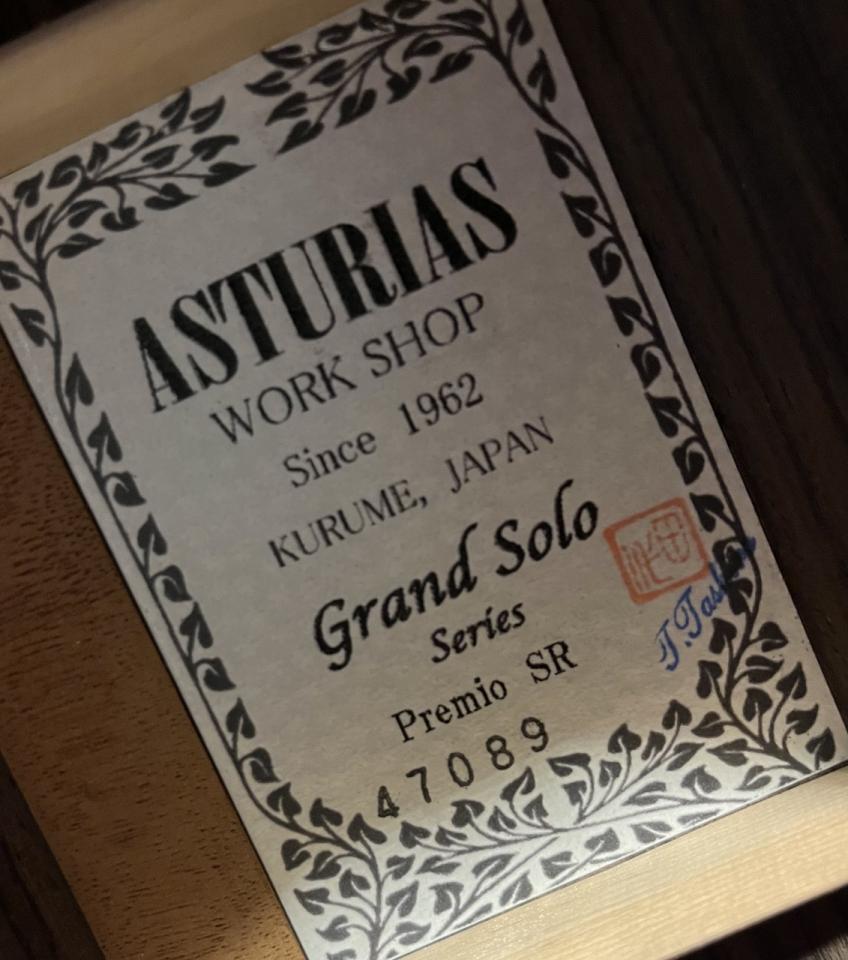 ASTURIAS
WORK SHOP
Since 1962
KURUME, JAPAN
Grand Solo
Series
Premio SR
47089